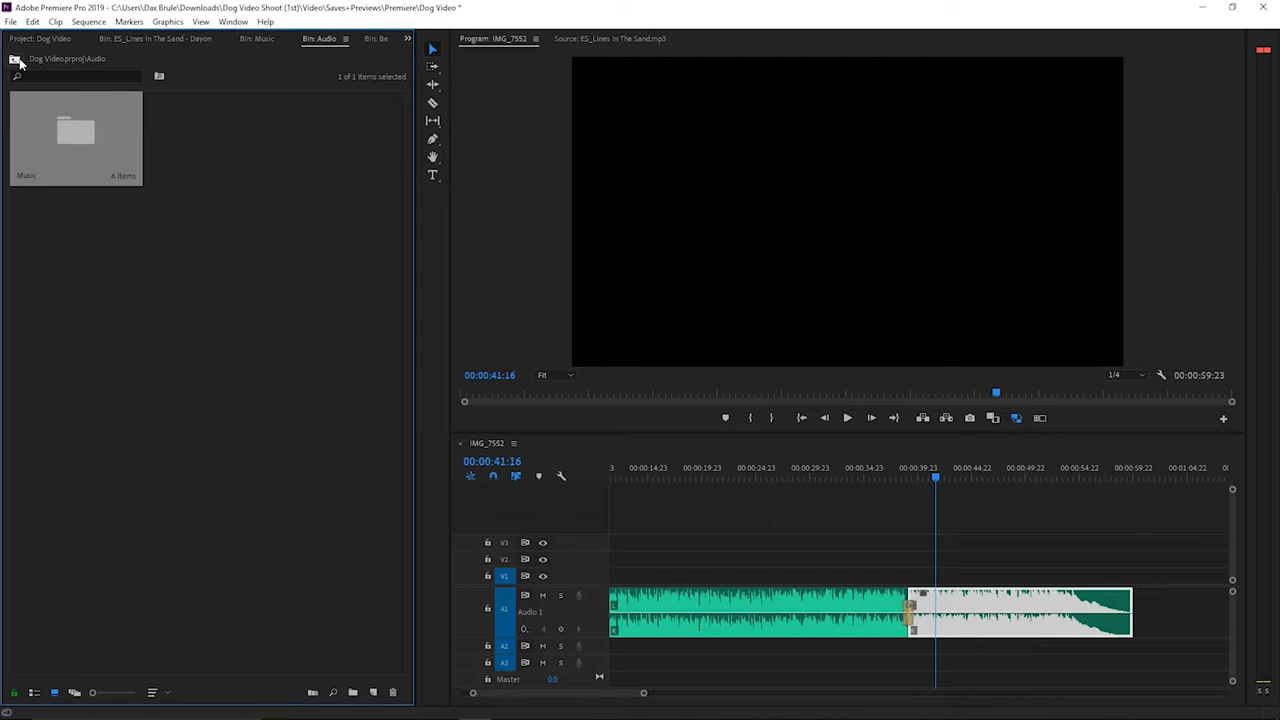 Pr Adobe Premiere Pro 2019 - C:\Users\Dax Brule\Downloads\Dog Video Shoot (1st)\Video\Saves+Previews\Premiere\Dog Video *
File Edit Clip Sequence Markers Graphics View Window Help
Project: Dog Video Bin: ES_Lines In The Sand - Dayon Bin: Music Bin: Audio Bin: Be
Program: IMG_7552 Source: ES_Lines In The Sand.mp3
Dog Video.prproj\Audio
1 of 1 items selected
Music 6 Items
00:00:41:16 Fit 1/4 00:00:59:23
IMG_7552
00:00:41:16
3 00:00:14:23 00:00:19:23 00:00:24:23 00:00:29:23 00:00:34:23 00:00:39:23 00:00:44:22 00:00:49:22 00:00:54:22 00:00:59:22 00:01:04:22 00
V3
V2
V1
A1 M S
Audio 1
A2 M S
A3 M S
Master 0.0
S S